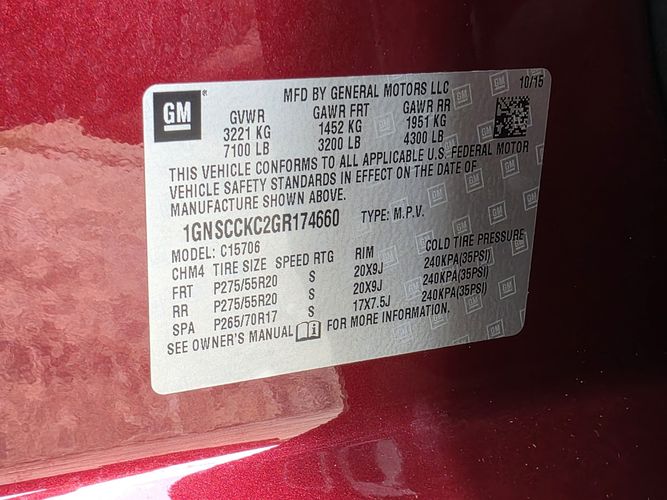 GM
MFD BY GENERAL MOTORS LLC 10/15
GVWR GAWR FRT GAWR RR
3221 KG 1452 KG 1951 KG
7100 LB 3200 LB 4300 LB
THIS VEHICLE CONFORMS TO ALL APPLICABLE U.S. FEDERAL MOTOR
VEHICLE SAFETY STANDARDS IN EFFECT ON THE DATE OF
MANUFACTURE SHOWN ABOVE.
1GNSCCKC2GR174660 TYPE: M.P.V.
MODEL: C15706
CHM4 TIRE SIZE SPEED RTG RIM COLD TIRE PRESSURE
FRT P275/55R20 S 20X9J 240KPA(35PSI)
RR P275/55R20 S 20X9J 240KPA(35PSI)
SPA P265/70R17 S 17X7.5J 240KPA(35PSI)
SEE OWNER'S MANUAL FOR MORE INFORMATION.